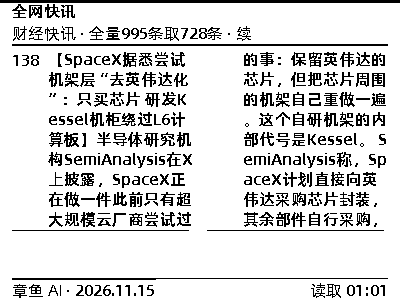 全网快讯
财经快讯·全量995条取728条·续
138 【SpaceX据悉尝试
机架层“去英伟达化
”：只买芯片 研发K
essel机柜绕过L6计
算板】半导体研究机
构SemiAnalysis在X
上披露，SpaceX正
在做一件此前只有超
大规模云厂商尝试过
的事：保留英伟达的
芯片，但把芯片周围
的机架自己重做一遍
。这个自研机架的内
部代号是Kessel。 S
emiAnalysis称，Sp
aceX计划直接向英
伟达采购芯片封装，
其余部件自行采购，
章鱼 AI·2026.11.15
读取 01:01